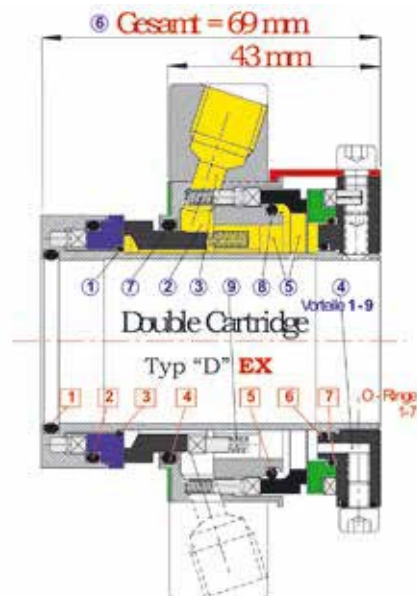 ⑥ Gesamt = 69 mm
43 mm
① ⑦ ② ③ ⑨ ⑧ ⑤ ④
Vorteile 1 - 9
Double Cartridge
Typ "D" EX
O - Ringe
1-7
1 2 3 4 5 6 7